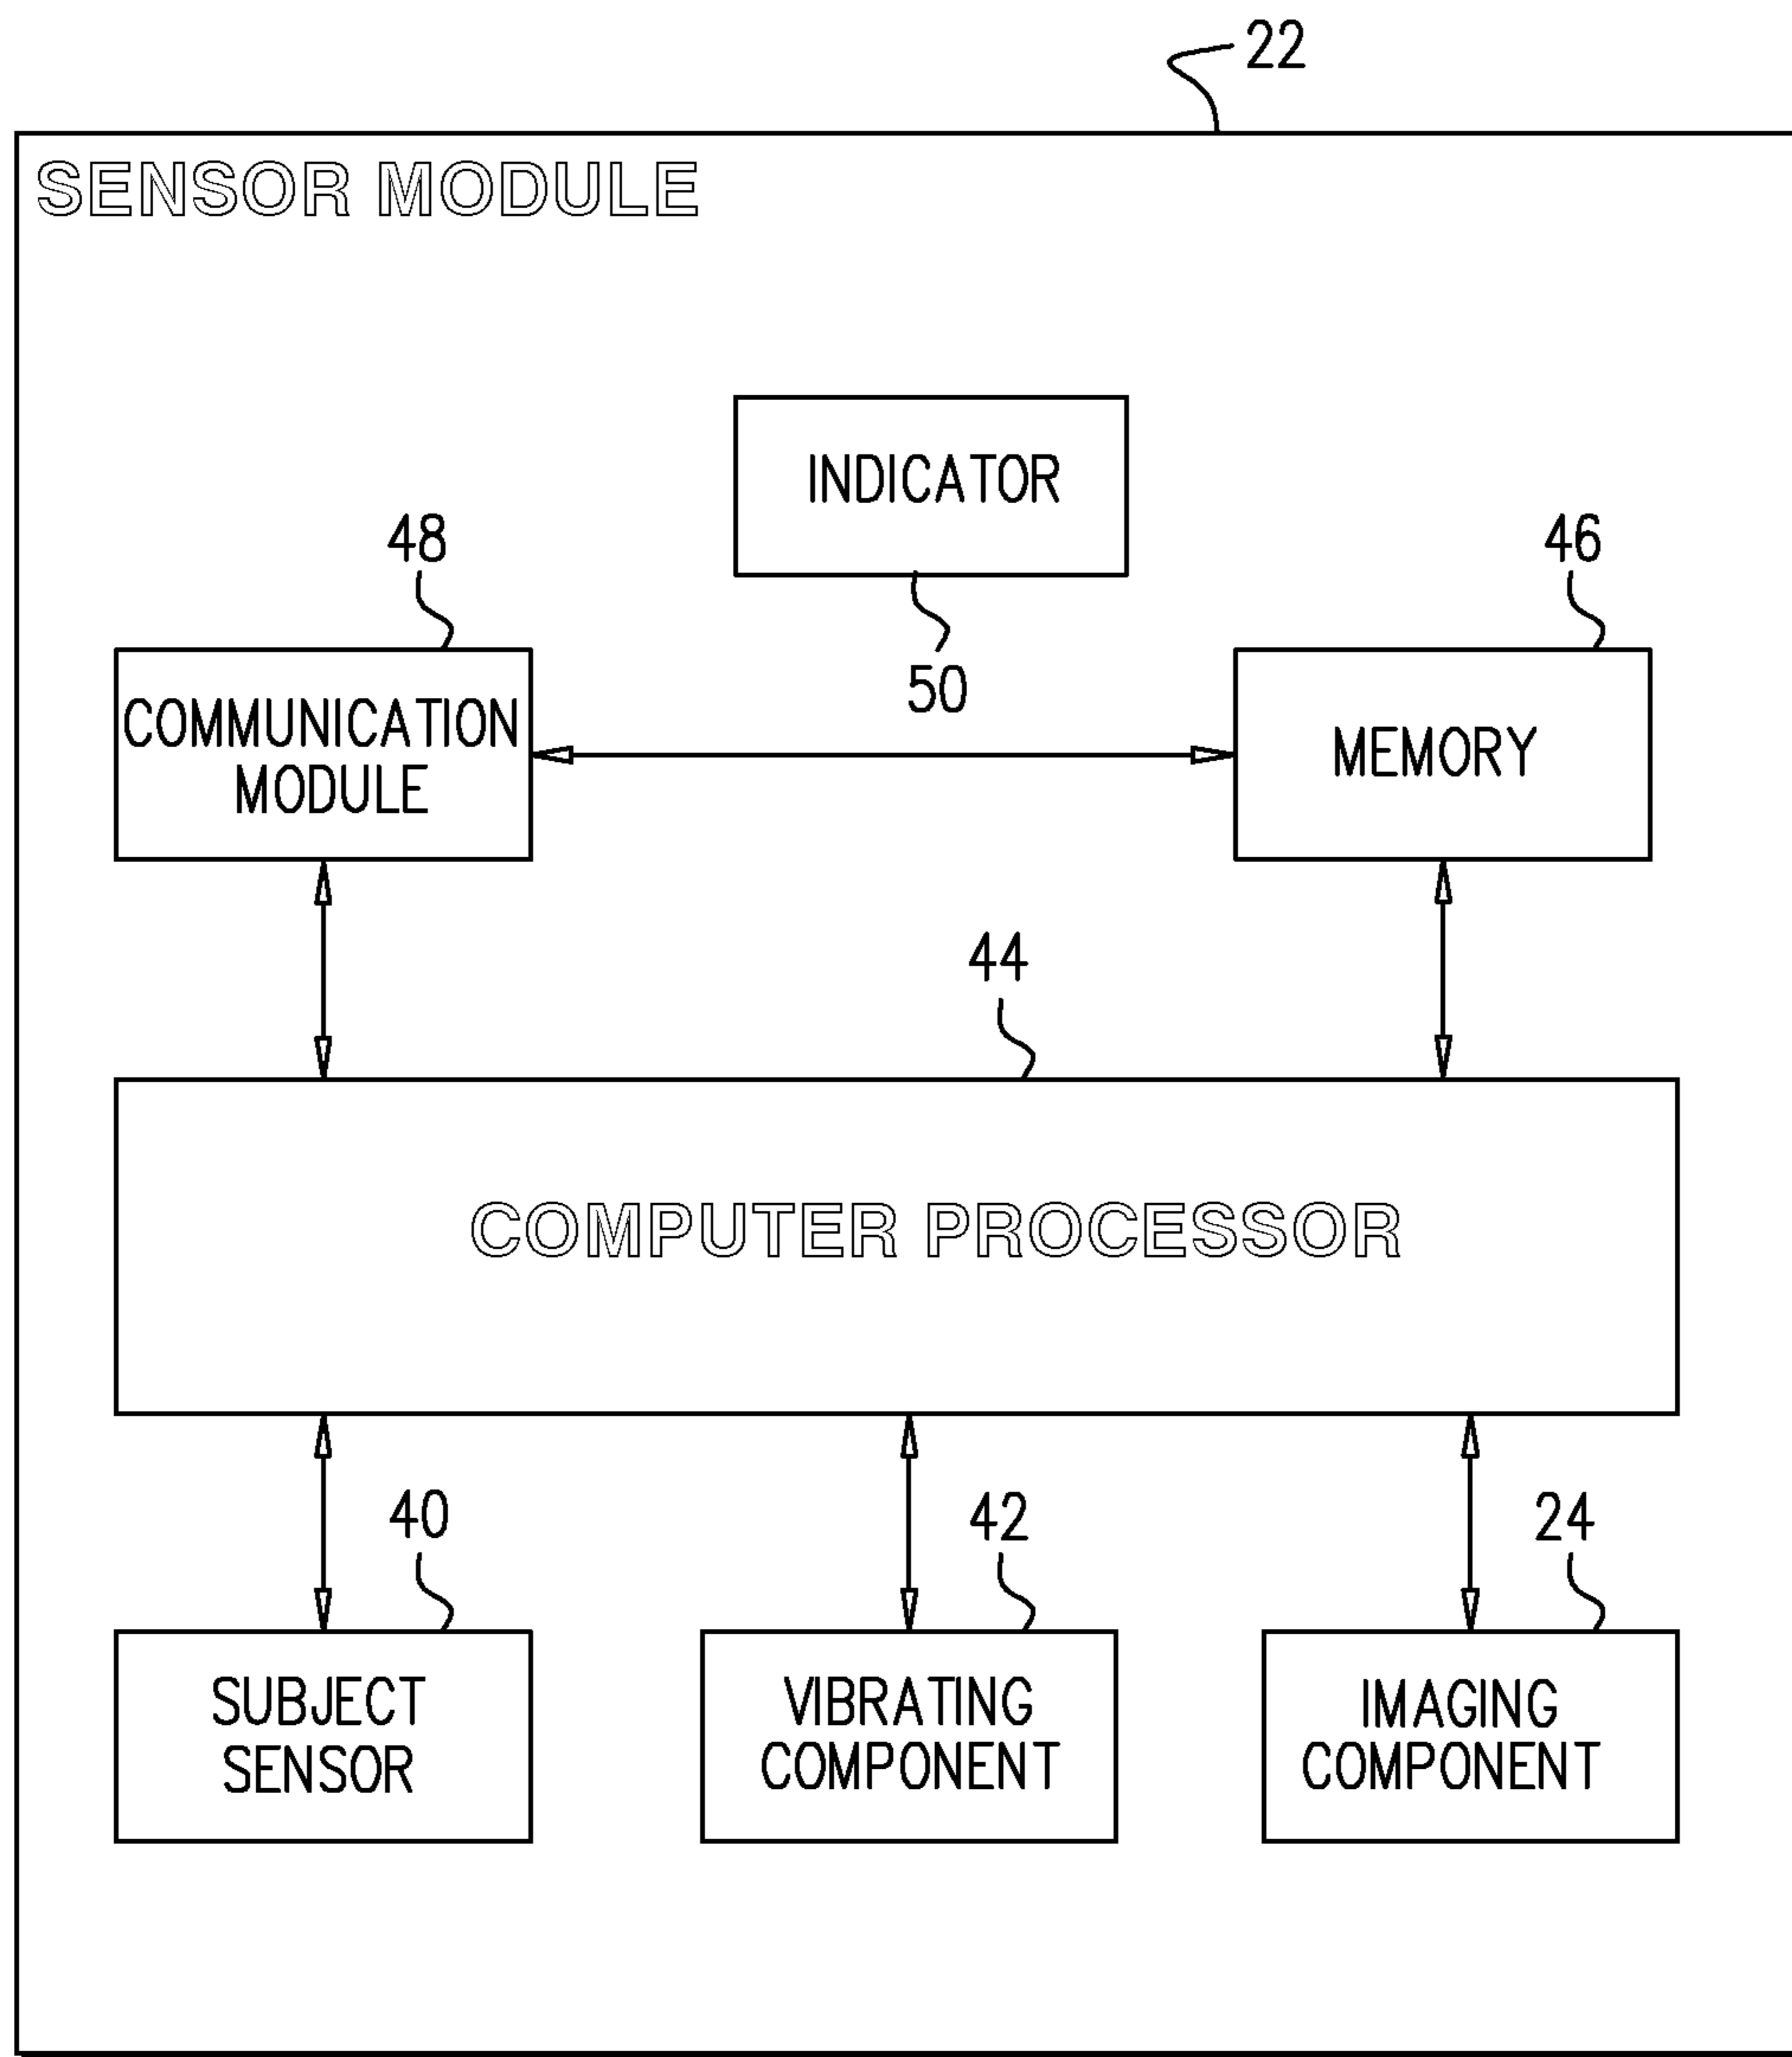 22
SENSOR MODULE
INDICATOR
50
48
COMMUNICATION
MODULE
46
MEMORY
44
COMPUTER PROCESSOR
40
SUBJECT
SENSOR
42
VIBRATING
COMPONENT
24
IMAGING
COMPONENT